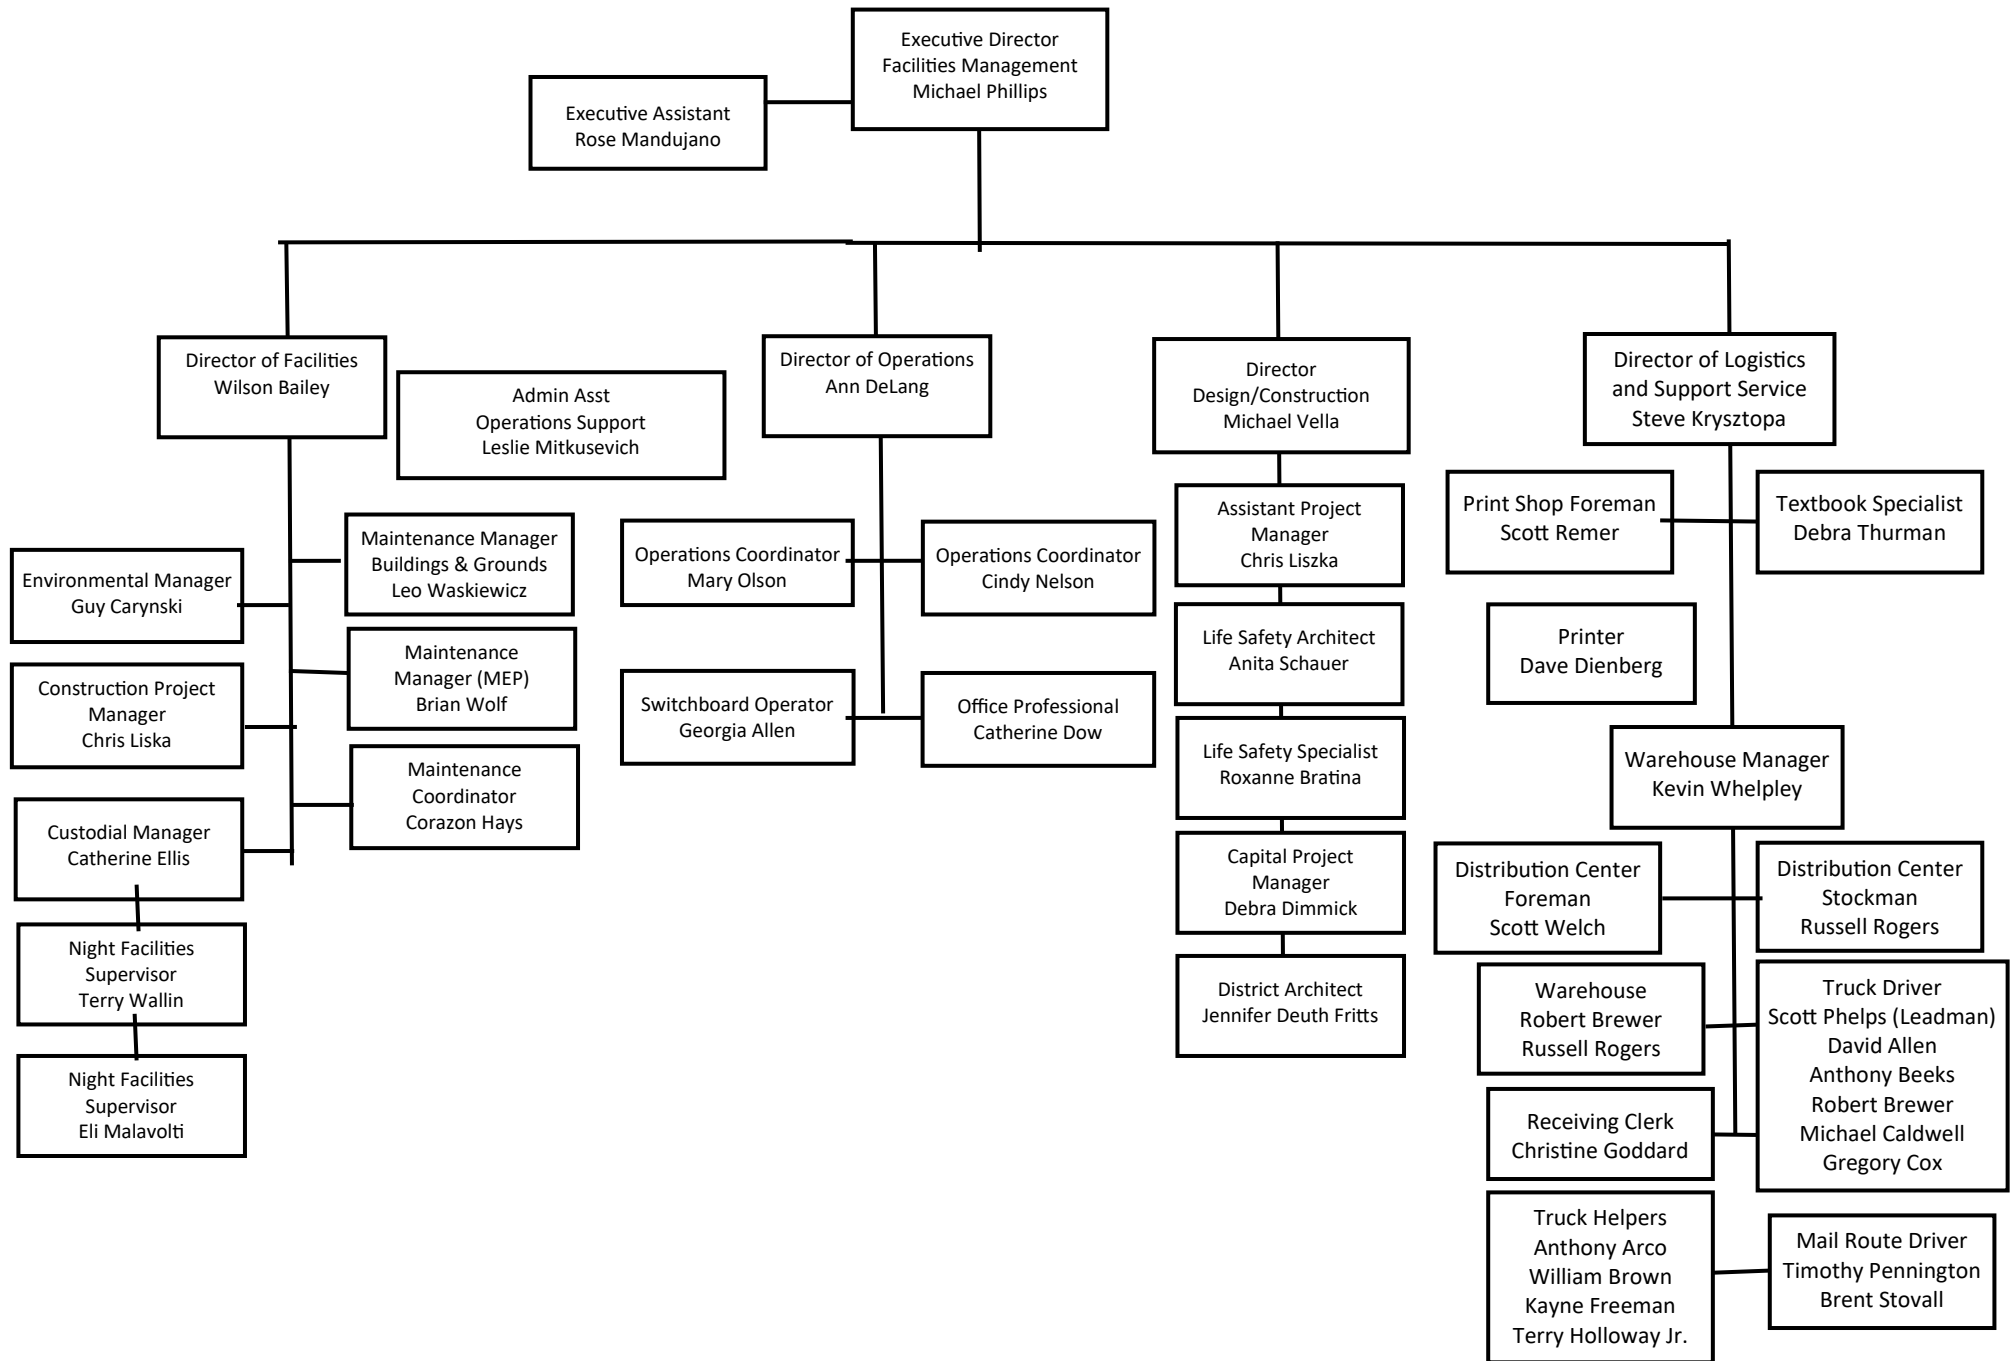 Executive Director
Facilities Management
Michael Phillips
Executive Assistant
Rose Mandujano
Director of Facilities
Wilson Bailey
Admin Asst
Operations Support
Leslie Mitkusevich
Director of Operations
Ann DeLang
Director
Design/Construction
Michael Vella
Director of Logistics
and Support Service
Steve Krysztopa
Environmental Manager
Guy Carynski
Maintenance Manager
Buildings & Grounds
Leo Waskiewicz
Construction Project
Manager
Chris Liska
Maintenance
Manager (MEP)
Brian Wolf
Maintenance
Coordinator
Corazon Hays
Custodial Manager
Catherine Ellis
Night Facilities
Supervisor
Terry Wallin
Night Facilities
Supervisor
Eli Malavolti
Operations Coordinator
Mary Olson
Operations Coordinator
Cindy Nelson
Switchboard Operator
Georgia Allen
Office Professional
Catherine Dow
Assistant Project
Manager
Chris Liszka
Life Safety Architect
Anita Schauer
Life Safety Specialist
Roxanne Bratina
Capital Project
Manager
Debra Dimmick
District Architect
Jennifer Deuth Fritts
Print Shop Foreman
Scott Remer
Textbook Specialist
Debra Thurman
Printer
Dave Dienberg
Warehouse Manager
Kevin Whelpley
Distribution Center
Foreman
Scott Welch
Distribution Center
Stockman
Russell Rogers
Warehouse
Robert Brewer
Russell Rogers
Truck Driver
Scott Phelps (Leadman)
David Allen
Anthony Beeks
Robert Brewer
Michael Caldwell
Gregory Cox
Receiving Clerk
Christine Goddard
Truck Helpers
Anthony Arco
William Brown
Kayne Freeman
Terry Holloway Jr.
Mail Route Driver
Timothy Pennington
Brent Stovall